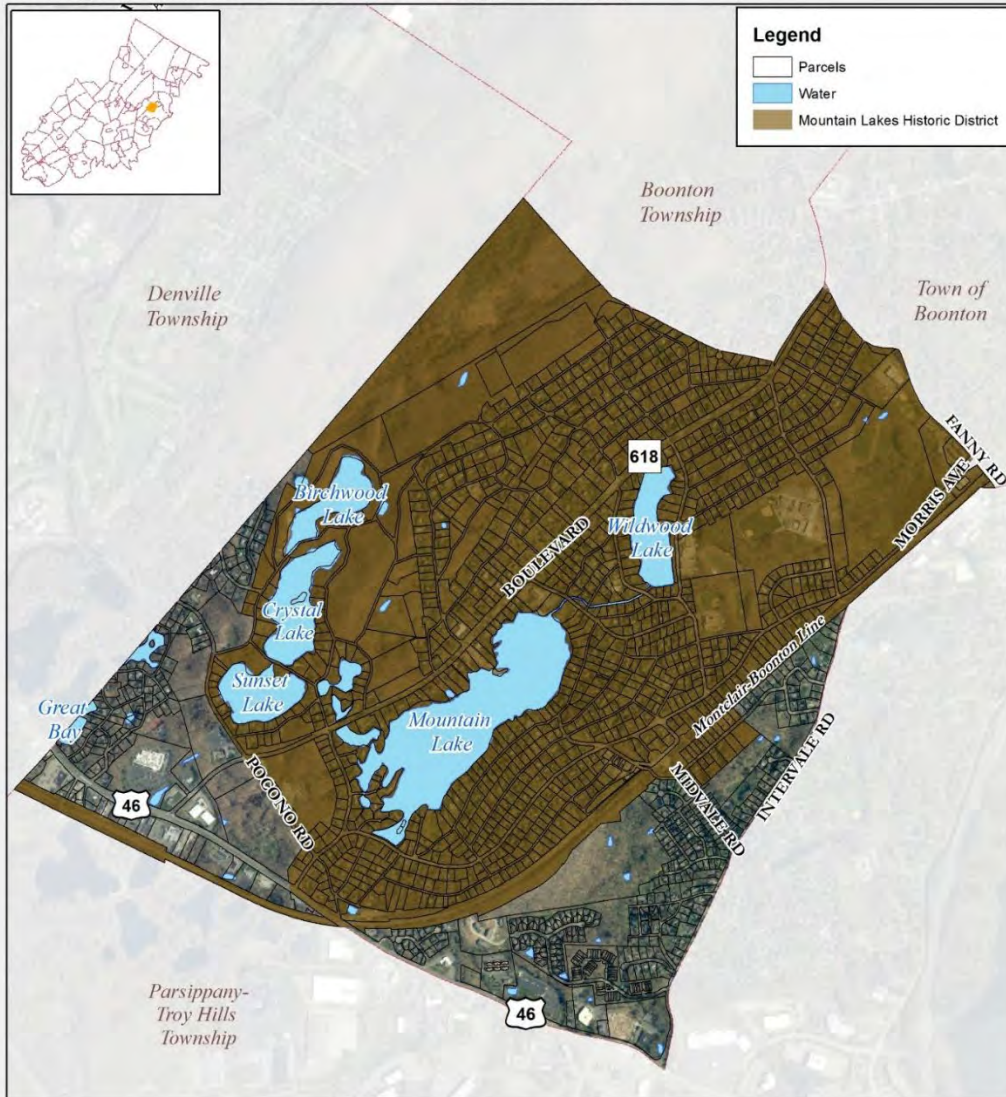 Legend
Parcels
Water
Mountain Lakes Historic District
Boonton
Township
Denville
Township
Town of
Boonton
FANNY RD
618
MORRIS AVE
Birchwood
Lake
Wildwood
Lake
BOULEVARD
Crystal
Lake
Montclair-Boonton Line
Sunset
Lake
Great
Bay
Mountain
Lake
INTERVALE RD
POCONO RD
MIDVALE RD
46
Parsippany-
Troy Hills
Township
46